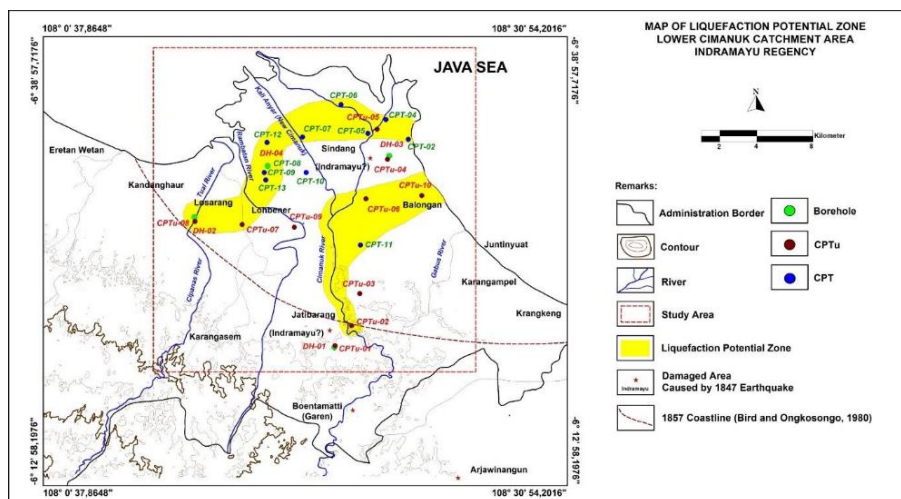 MAP OF LIQUEFACTION POTENTIAL ZONE
LOWER CIMANUK CATCHMENT AREA
INDRAMAYU REGENCY
N
2 4 8
Kilometer
Remarks:
Administration Border
Contour
River
Study Area
Liquefaction Potential Zone
Indramayu
Damaged Area
Caused by 1847 Earthquake
1857 Coastline (Bird and Ongkosongo, 1980)
Borehole
CPTu
CPT
108° 0' 37,8648"
108° 30' 54,2016"
-6° 38' 57,7176"
-6° 38' 57,7176"
JAVA SEA
CPT-06
CPTu-05
CPT-04
CPT-05
CPT-07
CPT-12
Kali Anyar (New Cimanuk)
Rambatan River
Sindang
DH-03
CPT-02
Eretan Wetan
DH-04
CPT-08
CPT-09
CPT-10
CPT-13
(Indramayu?)
CPTu-04
Kandanghaur
Tual River
Losarang
Lohbener
CPTu-10
CPTu-06
Balongan
CPTu-08
DH-02
CPTu-07
CPTu-09
CPT-11
Juntinyuat
Cimanuk River
Gabus River
Cipanas River
Karangampel
CPTu-03
Krangkeng
Jatibarang
CPTu-02
(Indramayu?)
Karangasem
DH-01
CPTu-01
Boentamatti
(Garen)
Arjawinangun
-6° 12' 58,1976"
-6° 12' 58,1976"
108° 0' 37,8648"
108° 30' 54,2016"